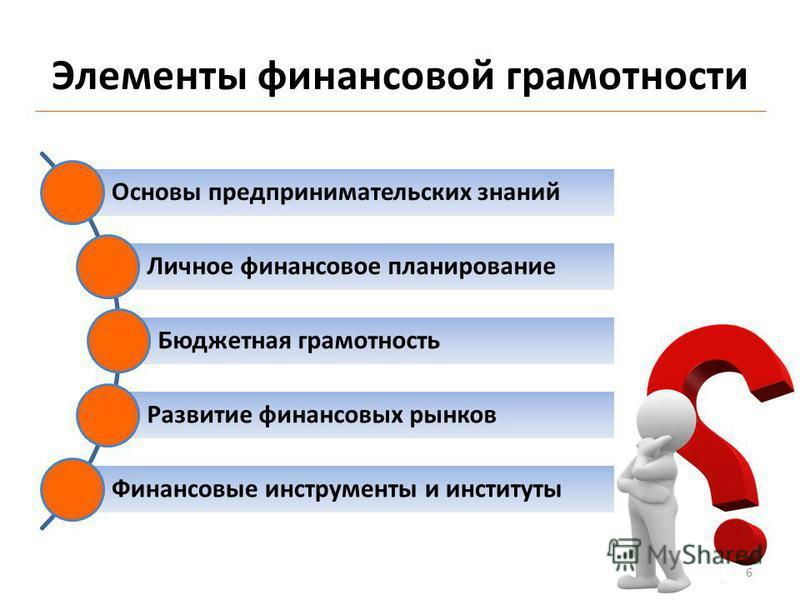 Элементы финансовой грамотности
Основы предпринимательских знаний
Личное финансовое планирование
Бюджетная грамотность
Развитие финансовых рынков
Финансовые инструменты и институты
MyShared
6